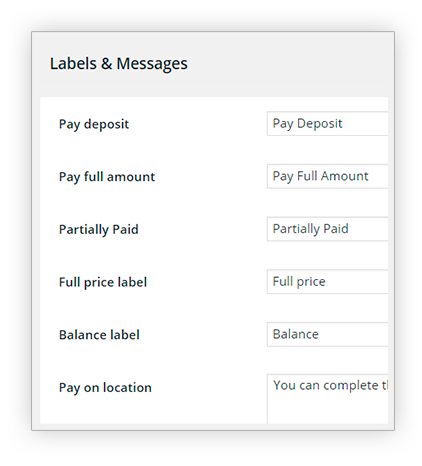 Labels & Messages
Pay deposit Pay Deposit
Pay full amount Pay Full Amount
Partially Paid Partially Paid
Full price label Full price
Balance label Balance
Pay on location You can complete